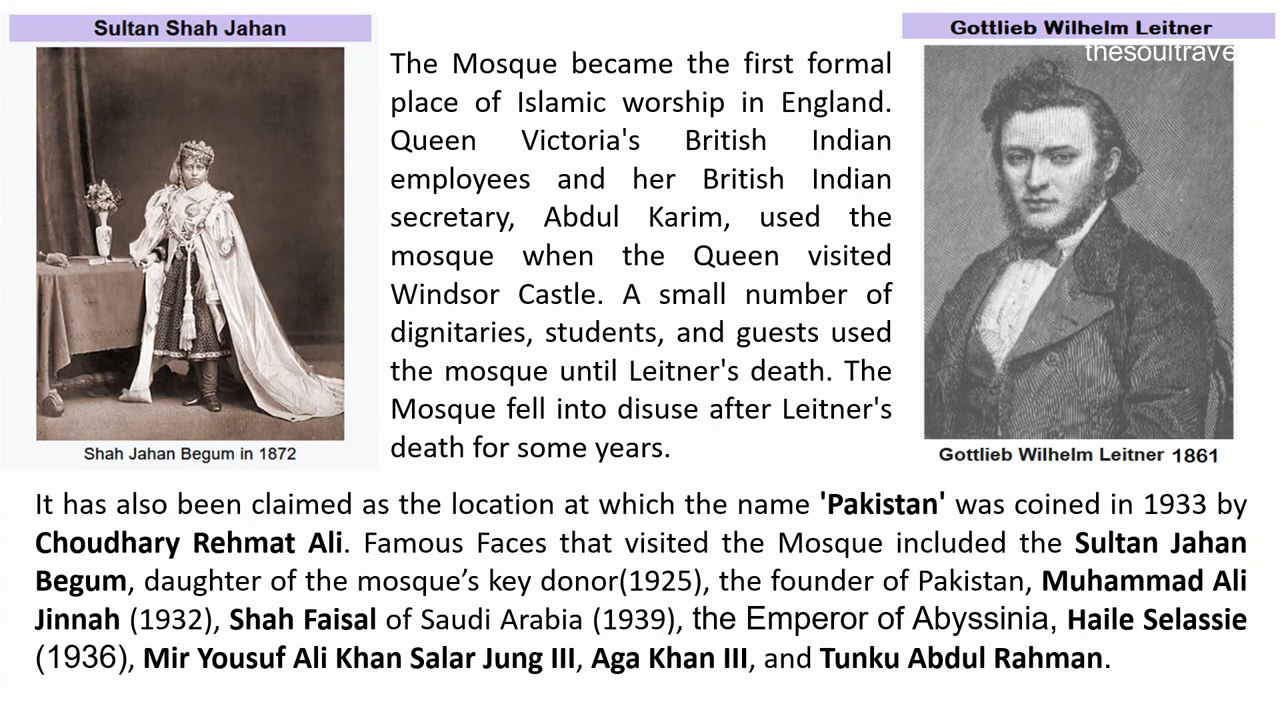 Sultan Shah Jahan
Shah Jahan Begum in 1872
The Mosque became the first formal
place of Islamic worship in England.
Queen Victoria's British Indian
employees and her British Indian
secretary, Abdul Karim, used the
mosque when the Queen visited
Windsor Castle. A small number of
dignitaries, students, and guests used
the mosque until Leitner's death. The
Mosque fell into disuse after Leitner's
death for some years.
Gottlieb Wilhelm Leitner
thesoultrave
Gottlieb Wilhelm Leitner 1861
It has also been claimed as the location at which the name 'Pakistan' was coined in 1933 by
Choudhary Rehmat Ali. Famous Faces that visited the Mosque included the Sultan Jahan
Begum, daughter of the mosque’s key donor(1925), the founder of Pakistan, Muhammad Ali
Jinnah (1932), Shah Faisal of Saudi Arabia (1939), the Emperor of Abyssinia, Haile Selassie
(1936), Mir Yousuf Ali Khan Salar Jung III, Aga Khan III, and Tunku Abdul Rahman.